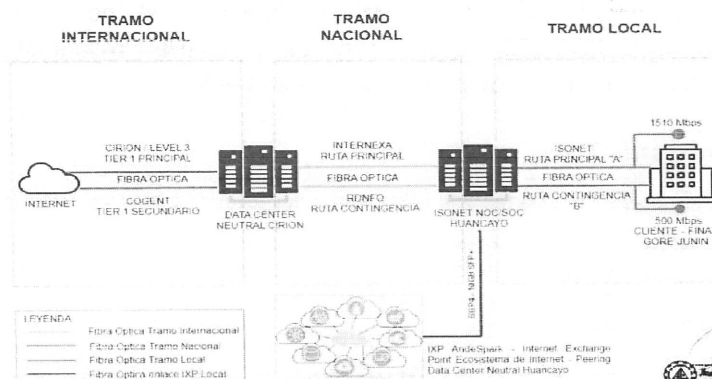 TRAMO
INTERNACIONAL
TRAMO
NACIONAL
TRAMO LOCAL
CIRION / LEVEL 3
TIER 1 PRINCIPAL
FIBRA OPTICA
COGENT
TIER 1 SECUNDARIO
INTERNET
DATA CENTER
NEUTRAL CIRION
INTERNEXA
RUTA PRINCIPAL
FIBRA OPTICA
RDNFO
RUTA CONTINGENCIA
ISONET NOC/SOC
HUANCAYO
ISONET
RUTA PRINCIPAL "A"
FIBRA OPTICA
RUTA CONTINGENCIA
"B"
1510 Mbps
500 Mbps
CLIENTE - FINA
GORE JUNIN
LEYENDA
Fibra Optica Tramo Internacional
Fibra Optica Tramo Nacional
Fibra Optica Tramo Local
Fibra Optica enlace IXP Local
IXP AndeSpark - Internet Exchange
Point Ecosistema de Internet - Peering
Data Center Neutral Huancayo